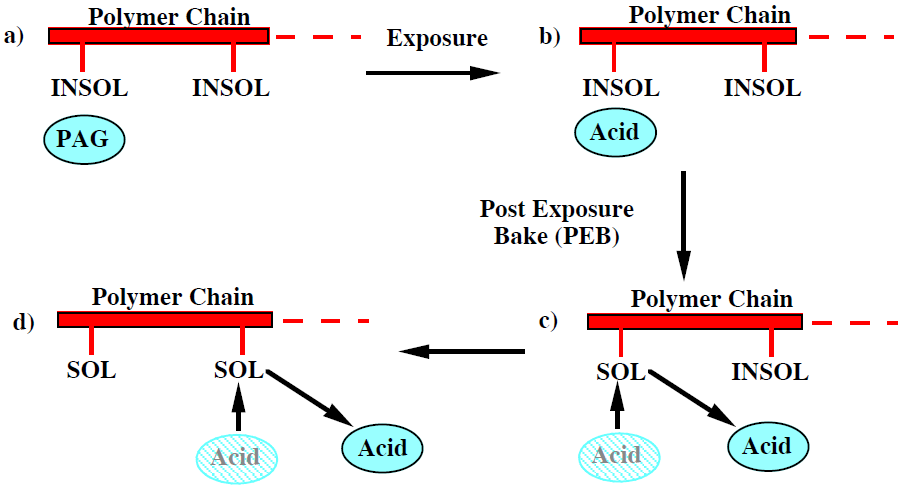 a)
Polymer Chain
INSOL INSOL
PAG
Exposure
b)
Polymer Chain
INSOL INSOL
Acid
Post Exposure
Bake (PEB)
c)
Polymer Chain
SOL INSOL
Acid Acid
d)
Polymer Chain
SOL SOL
Acid Acid